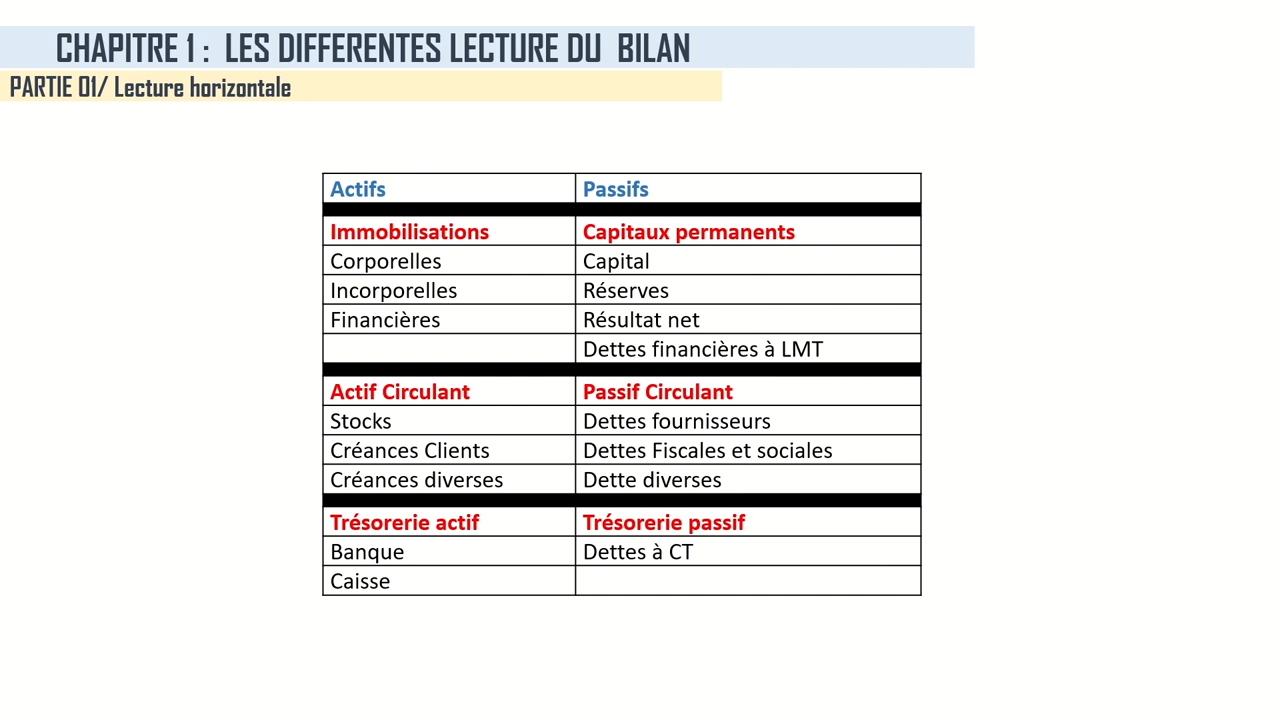 CHAPITRE 1 : LES DIFFERENTES LECTURE DU BILAN
PARTIE 01/ Lecture horizontale
Actifs Passifs
Immobilisations Capitaux permanents
Corporelles Capital
Incorporelles Réserves
Financières Résultat net
Dettes financières à LMT
Actif Circulant Passif Circulant
Stocks Dettes fournisseurs
Créances Clients Dettes Fiscales et sociales
Créances diverses Dette diverses
Trésorerie actif Trésorerie passif
Banque Dettes à CT
Caisse